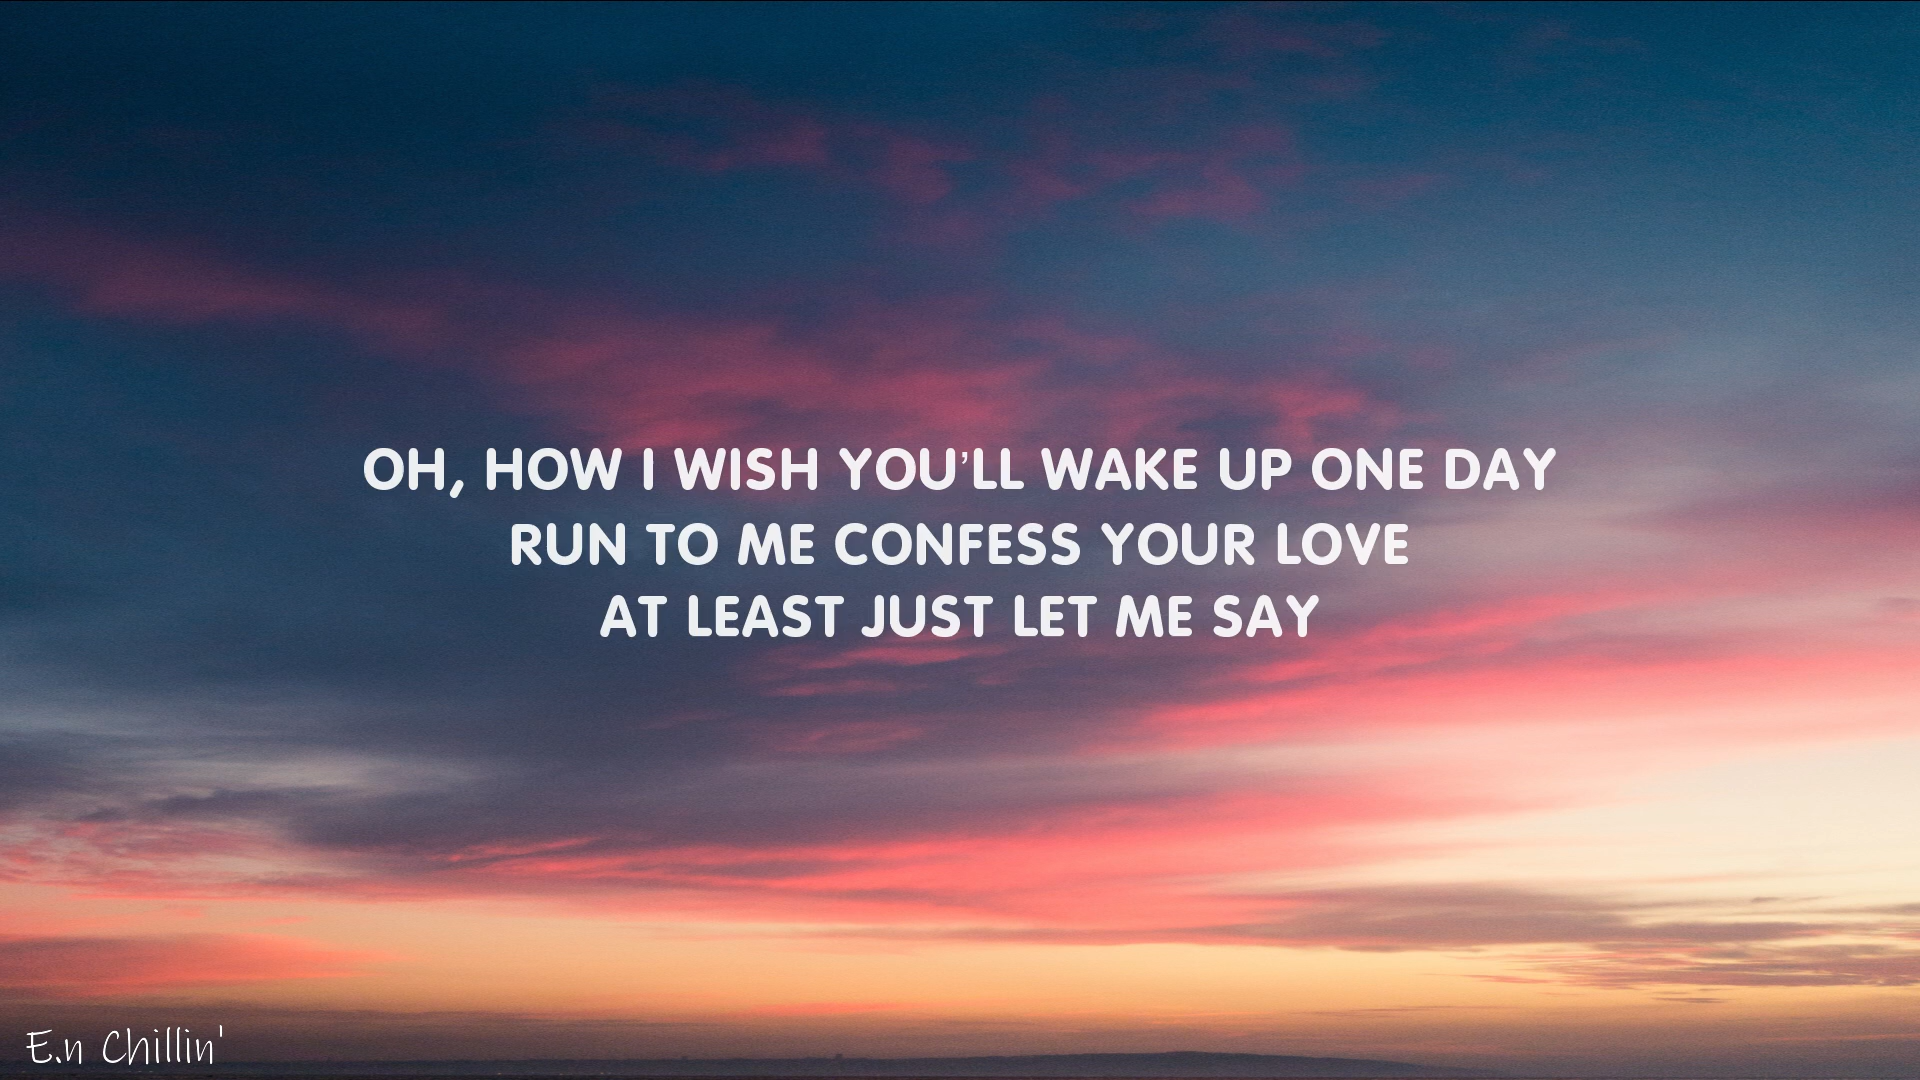 OH, HOW I WISH YOU'LL WAKE UP ONE DAY
RUN TO ME CONFESS YOUR LOVE
AT LEAST JUST LET ME SAY
E.n Chillin'